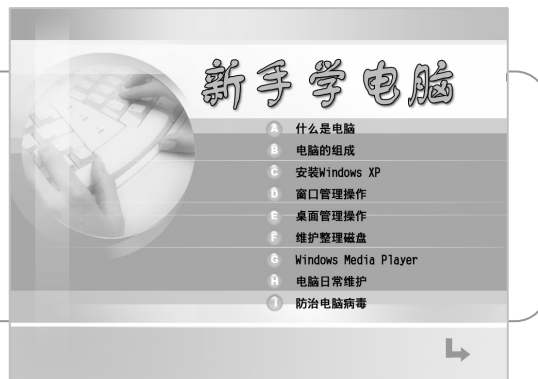 新手学电脑
A 什么是电脑
B 电脑的组成
C 安装Windows XP
D 窗口管理操作
E 桌面管理操作
F 维护整理磁盘
G Windows Media Player
H 电脑日常维护
I 防治电脑病毒